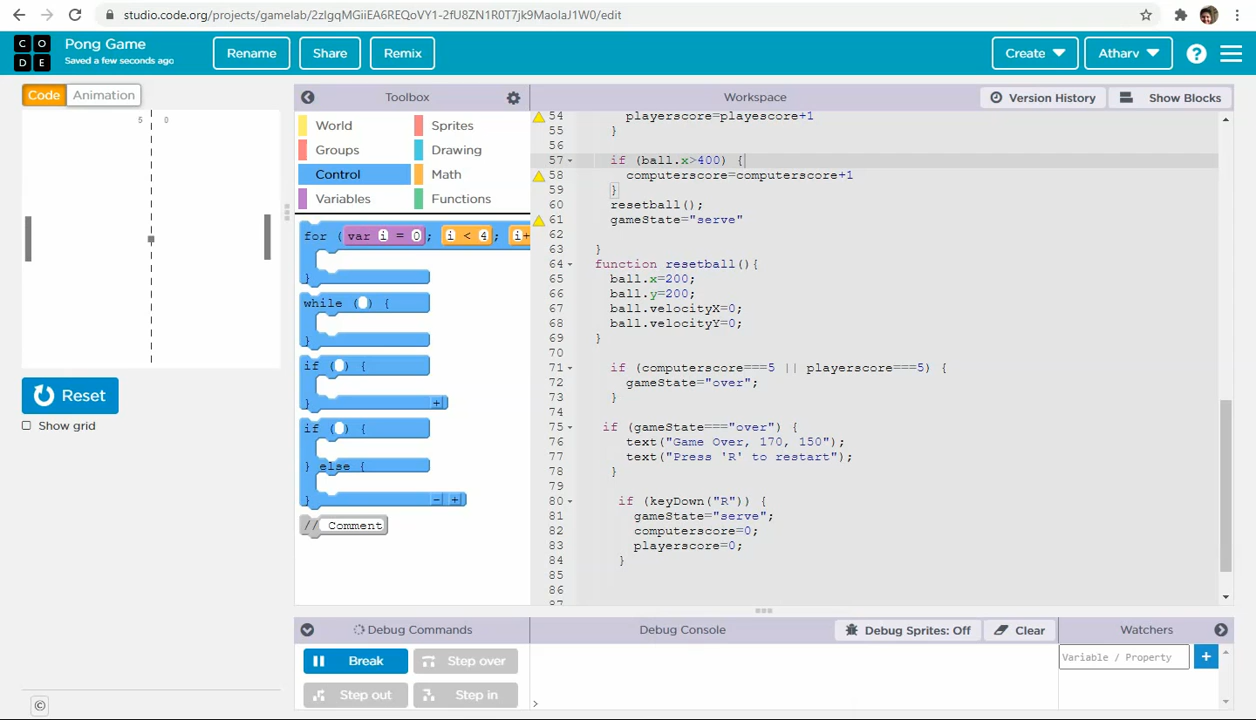 studio.code.org/projects/gamelab/2zlgqMGiiEA6REQoVY1-2fU8ZN1R0T7jk9MaolaJ1W0/edit
C O
D E
Pong Game
Saved a few seconds ago
Rename
Share
Remix
Create
Atharv
?
Code
Animation
Toolbox
Workspace
Version History
Show Blocks
5 0
World
Sprites
Groups
Drawing
Control
Math
Variables
Functions
for ( var i = 0 ; i < 4 ; i+
}
while ( ) {
}
if ( ) {
} +
if ( ) {
} else {
} - +
// Comment
54 playerscore=playescore+1
55 }
56
57 if (ball.x>400) {
58 computerscore=computerscore+1
59 }
60 resetball();
61 gameState="serve"
62
63 }
64 function resetball(){
65 ball.x=200;
66 ball.y=200;
67 ball.velocityX=0;
68 ball.velocityY=0;
69 }
70
71 if (computerscore===5 || playerscore===5) {
72 gameState="over";
73 }
74
75 if (gameState==="over") {
76 text("Game Over, 170, 150");
77 text("Press 'R' to restart");
78 }
79
80 if (keyDown("R")) {
81 gameState="serve";
82 computerscore=0;
83 playerscore=0;
84 }
85
86
87
Reset
Show grid
Debug Commands
Debug Console
Debug Sprites: Off
Clear
Watchers
Break
Step over
Variable / Property
+
Step out
Step in
>
©